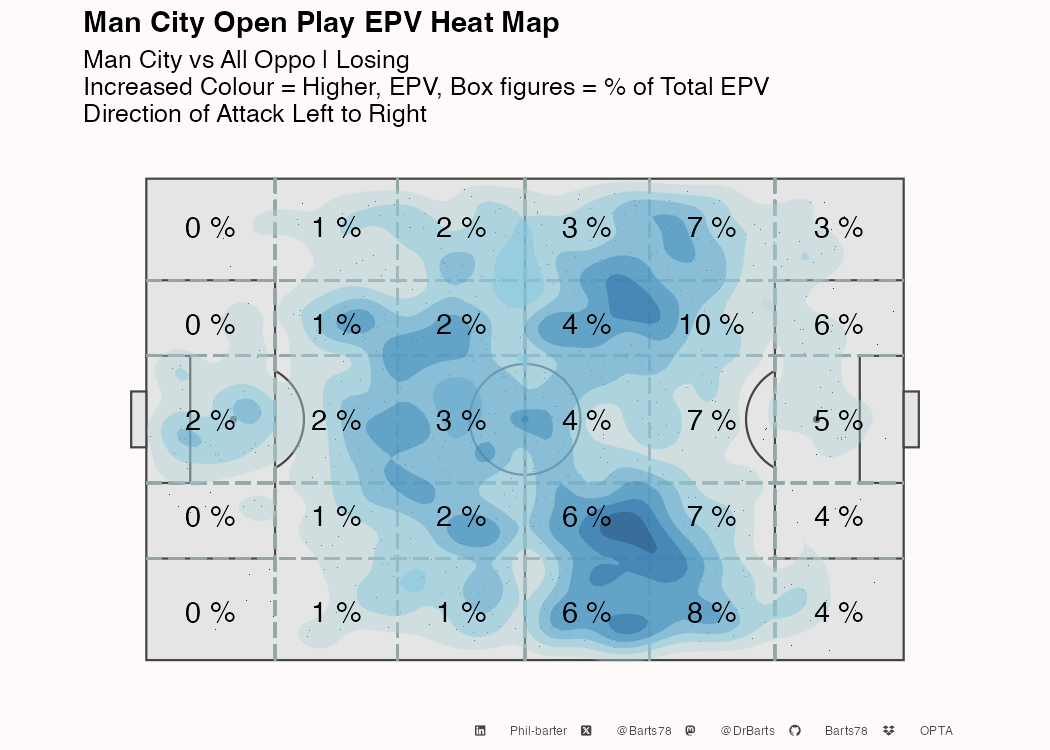 Man City Open Play EPV Heat Map
Man City vs All Oppo | Losing
Increased Colour = Higher, EPV, Box figures = % of Total EPV
Direction of Attack Left to Right
0 % 1 % 2 % 3 % 7 % 3 %
0 % 1 % 2 % 4 % 10 % 6 %
2 % 2 % 3 % 4 % 7 % 5 %
0 % 1 % 2 % 6 % 7 % 4 %
0 % 1 % 1 % 6 % 8 % 4 %
Phil-barter @Barts78 @DrBarts Barts78 OPTA